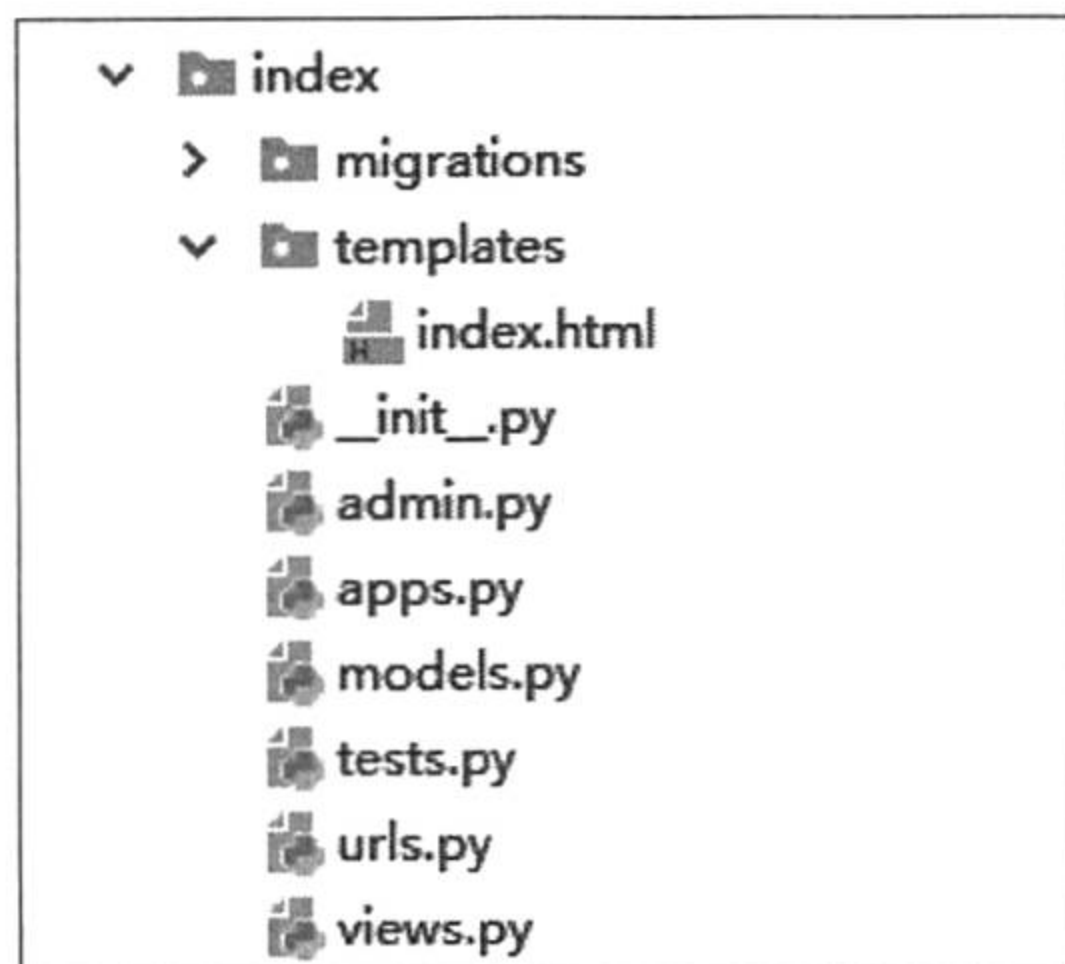 index
migrations
templates
index.html
__init__.py
admin.py
apps.py
models.py
tests.py
urls.py
views.py